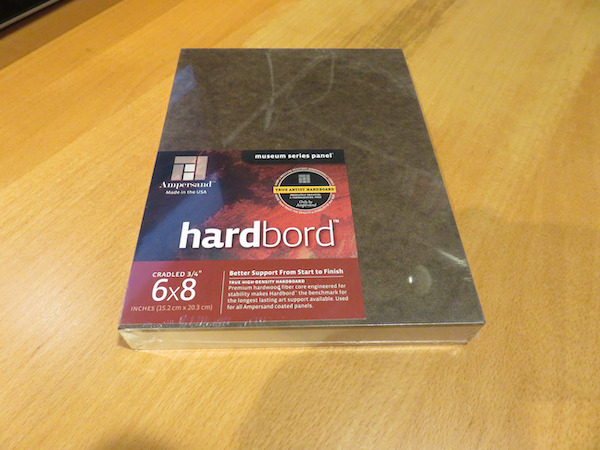 museum series panel
Ampersand
Made in the USA
TRUE ARTIST HARDBOARD
Only by
Ampersand
hardbord™
CRADLED 3/4"
6x8
INCHES (15.2 cm x 20.3 cm)
Better Support From Start to Finish
TRUE HIGH DENSITY HARDBOARD
Premium hardwood fiber core engineered for
stability makes Hardbord™ the benchmark for
the longest lasting art support available. Used
for all Ampersand coated panels.